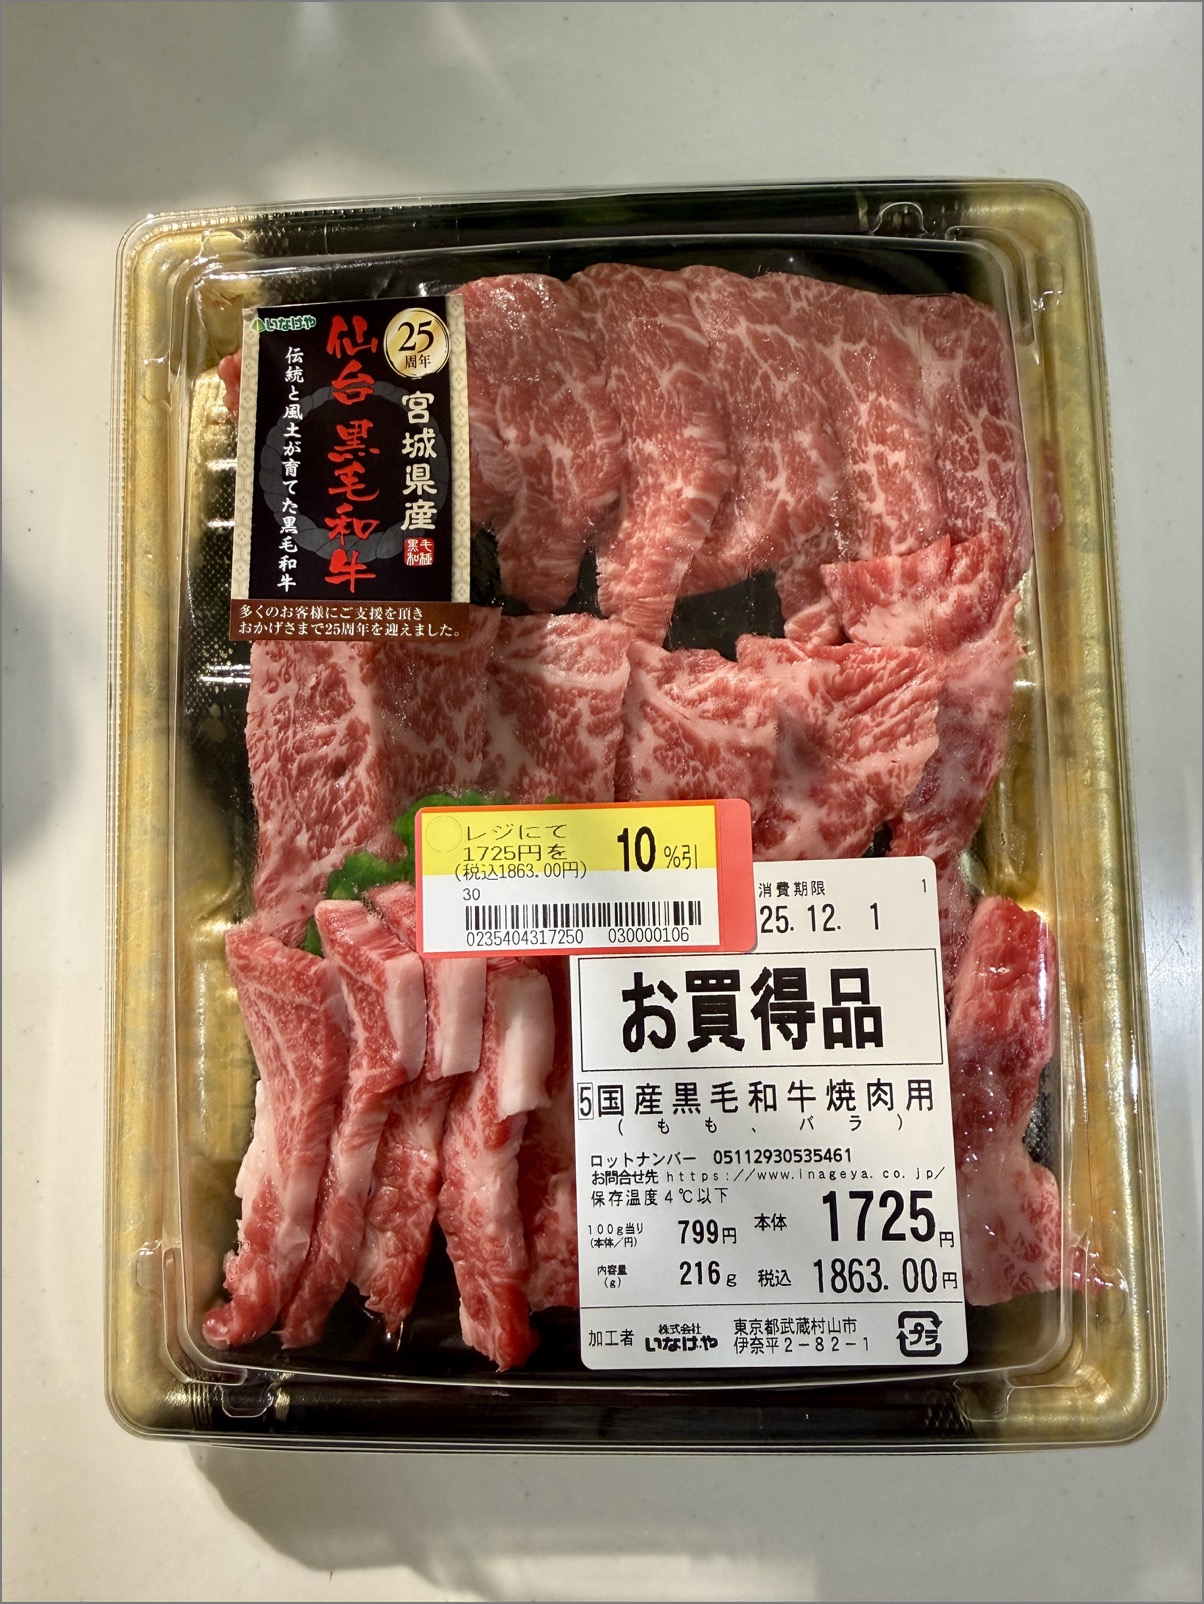 いなげや
25
周年
宮城県産
黒毛
和種
仙台黒毛和牛
伝統と風土が育てた黒毛和牛
多くのお客様にご支援を頂き
おかげさまで25周年を迎えました。
レジにて
1725円を
10%引
(税込1863.00円)
30
0235404317250 030000106
消費期限
1
25.12. 1
お買得品
5国産黒毛和牛焼肉用
(もも、バラ)
ロットナンバー 05112930535461
お問合せ先 https://www.inageya.co.jp/
保存温度4℃以下
100g当り
(本体/円)
799円
本体
1725円
内容量
(g)
216g
税込
1863.00円
加工者
株式会社
いなげや
東京都武蔵村山市
伊奈平2-82-1
プラ